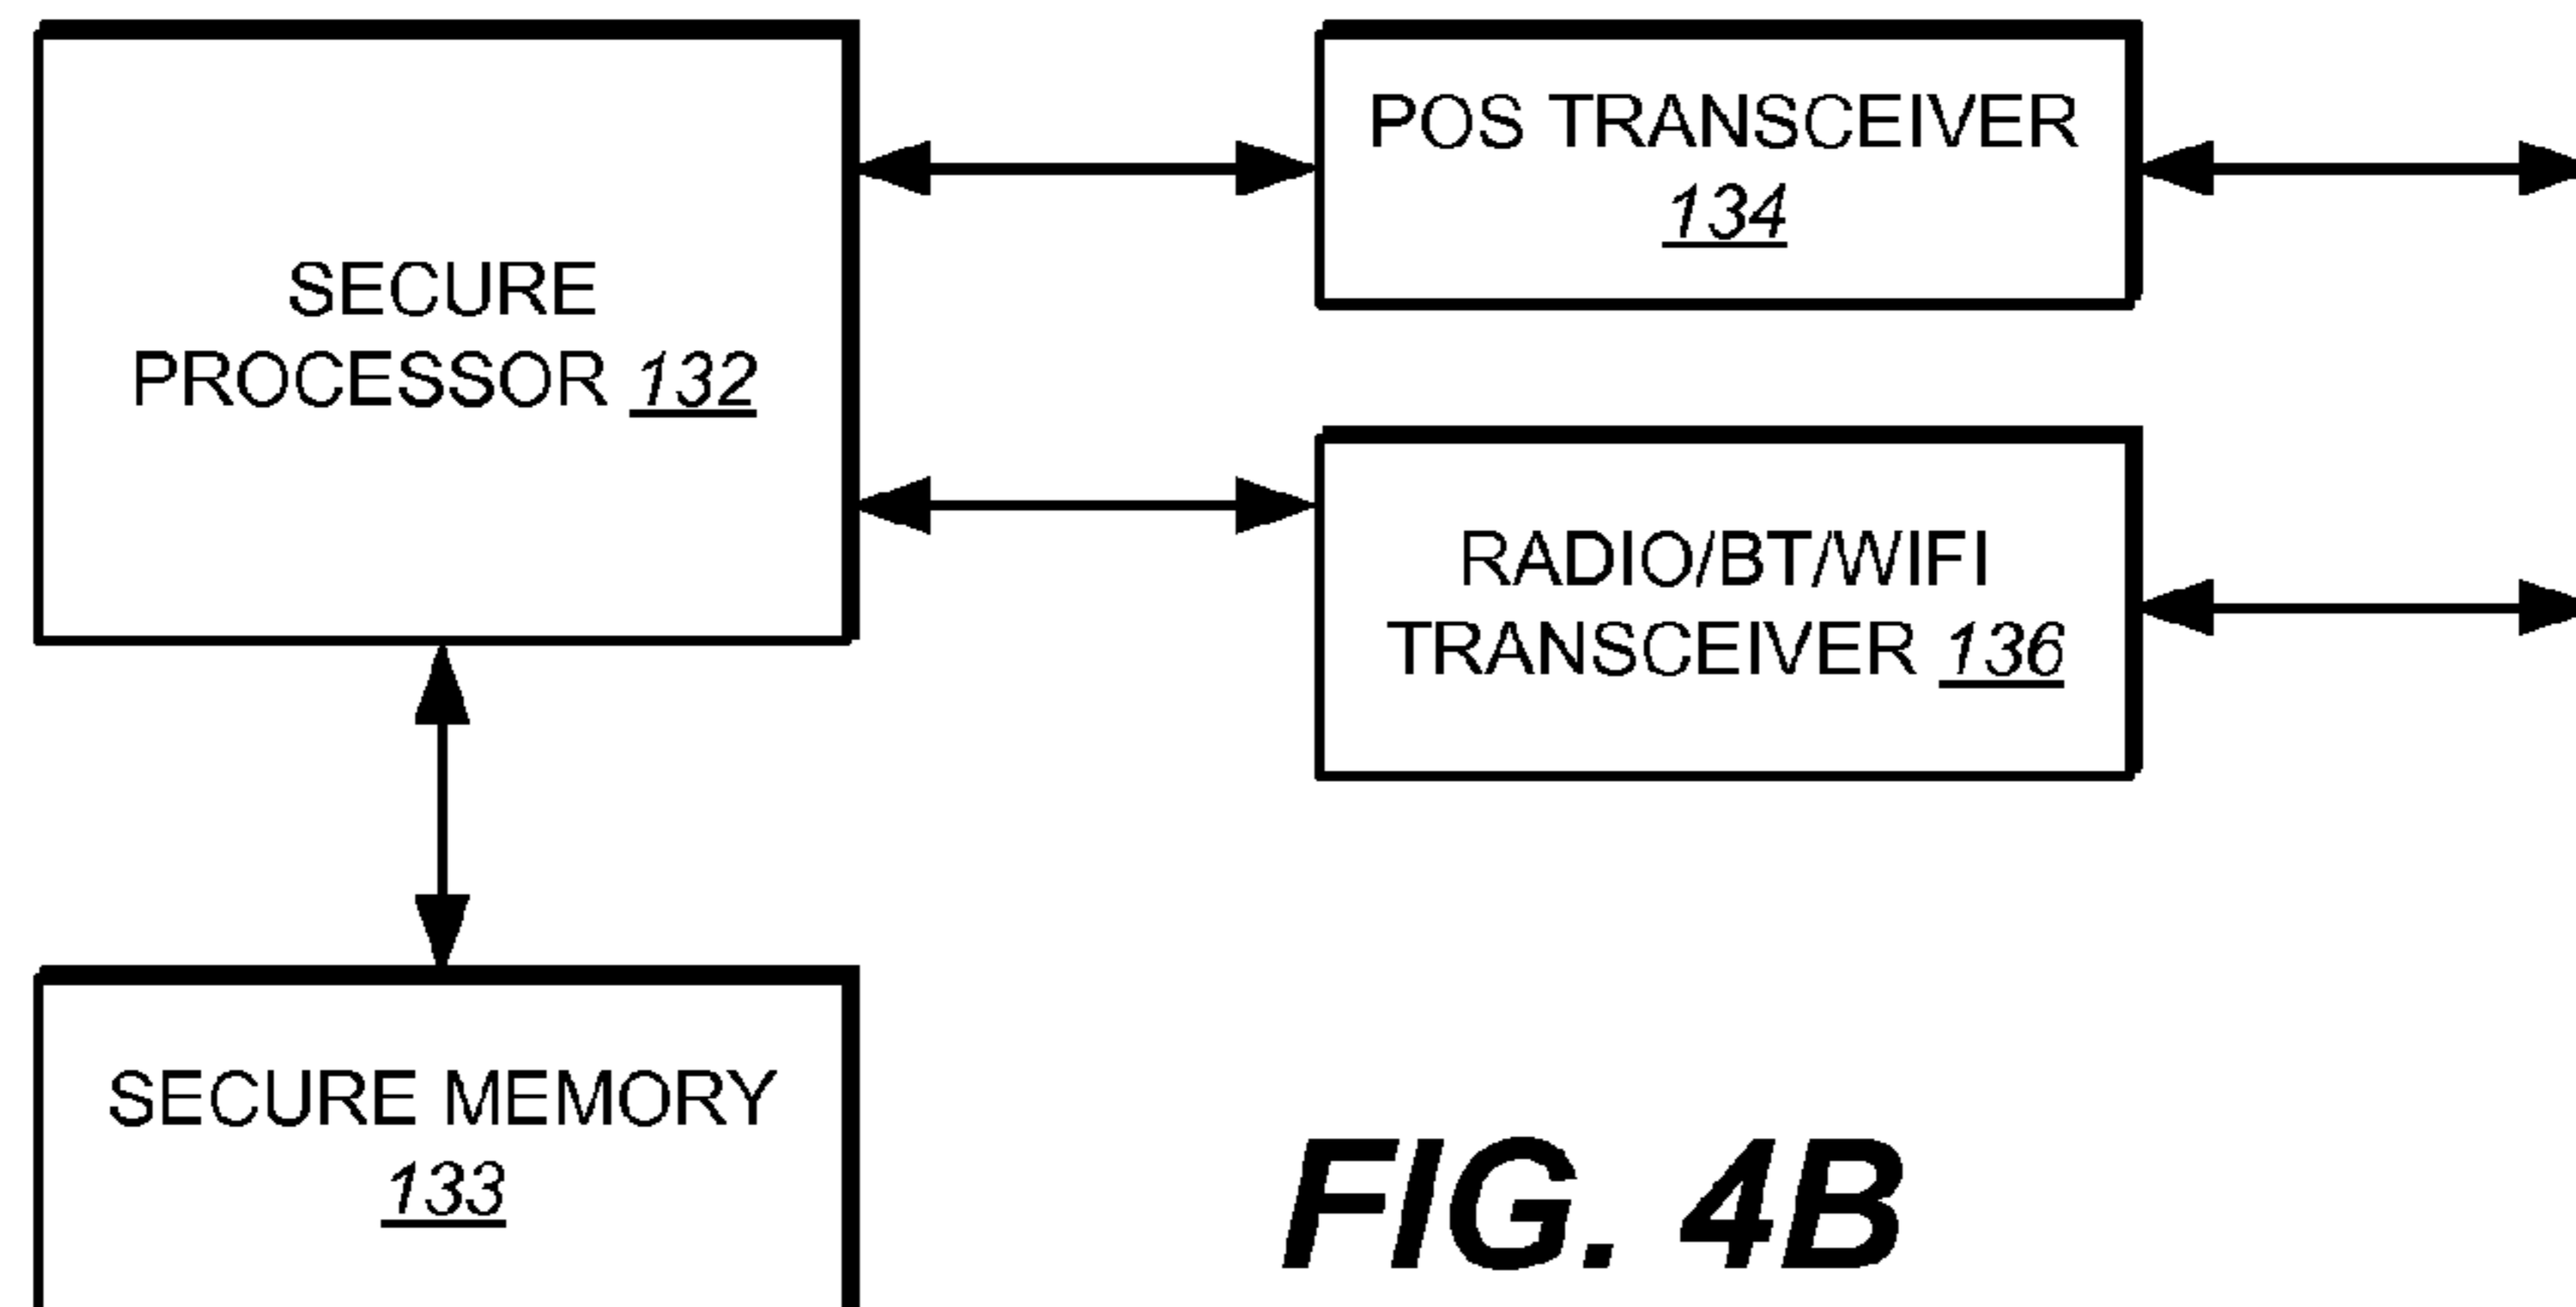 SECURE
PROCESSOR 132
POS TRANSCEIVER
134
RADIO/BT/WIFI
TRANSCEIVER 136
SECURE MEMORY
133
FIG. 4B